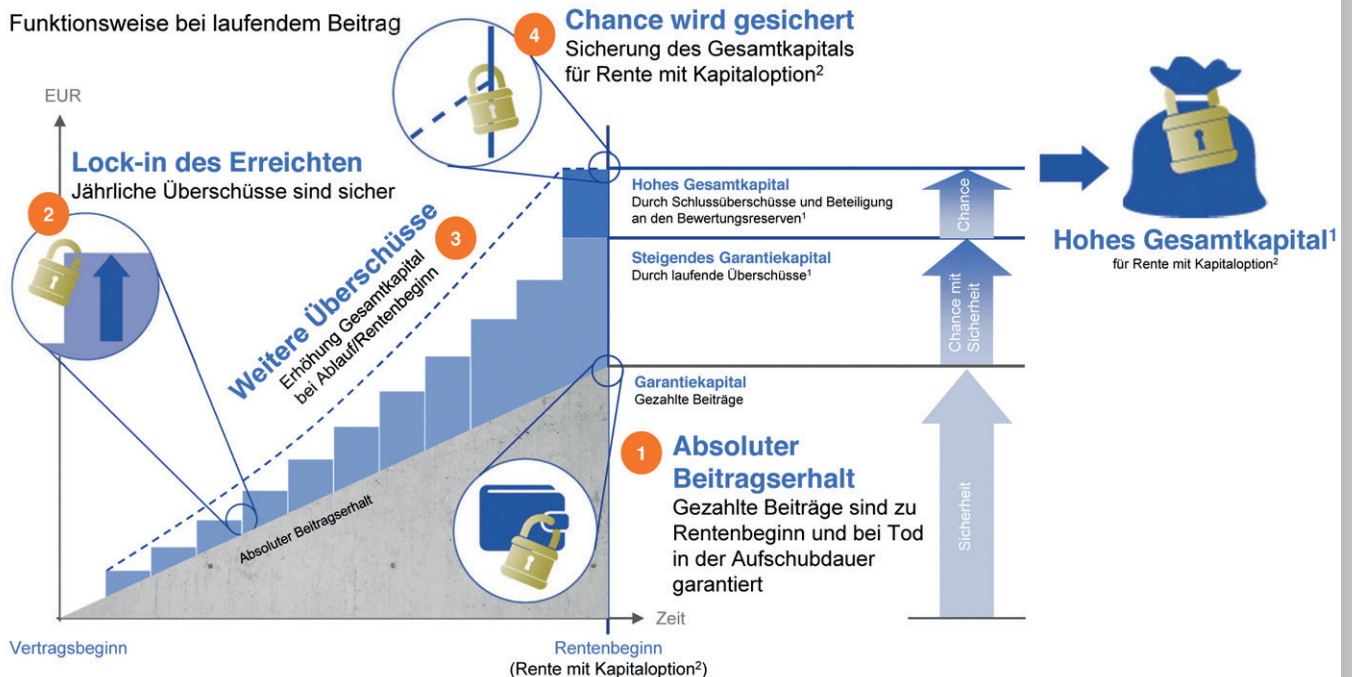 Funktionsweise bei laufendem Beitrag
4
Chance wird gesichert
Sicherung des Gesamtkapitals
für Rente mit Kapitaloption²
EUR
2
Lock-in des Erreichten
Jährliche Überschüsse sind sicher
Weitere Überschüsse
3
Erhöhung Gesamtkapital
bei Ablauf/Rentenbeginn
Hohes Gesamtkapital
Durch Schlussüberschüsse und Beteiligung
an den Bewertungsreserven¹
Chance
Hohes Gesamtkapital¹
für Rente mit Kapitaloption²
Steigendes Garantiekapital
Durch laufende Überschüsse¹
Chance mit
Sicherheit
Garantiekapital
Gezahlte Beiträge
1
Absoluter
Beitragserhalt
Gezahlte Beiträge sind zu
Rentenbeginn und bei Tod
in der Aufschubdauer
garantiert
Sicherheit
Absoluter Beitragserhalt
Zeit
Vertragsbeginn
Rentenbeginn
(Rente mit Kapitaloption²)